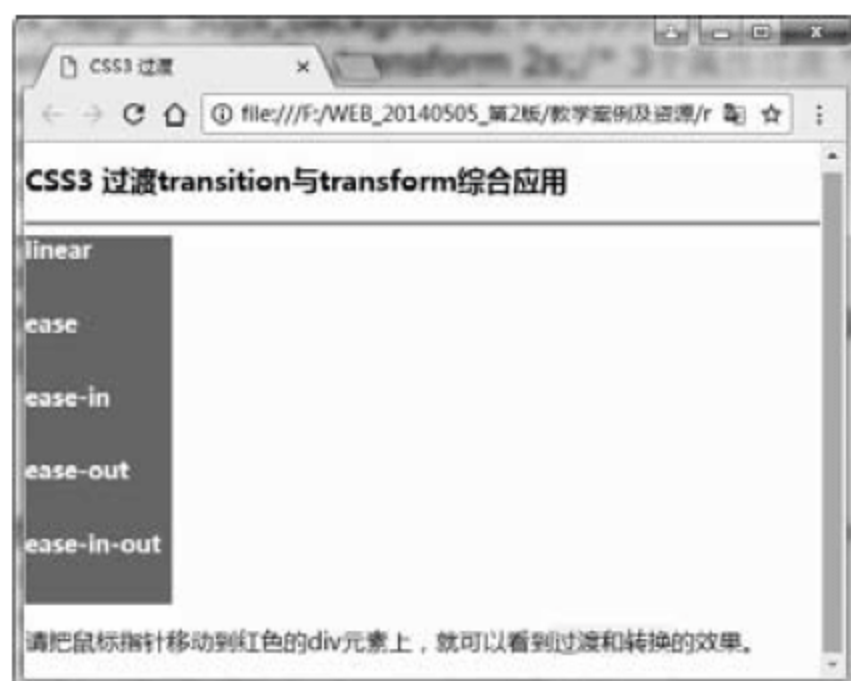 CSS3 过渡
file:///F:/WEB_20140505_第2版/教学案例及资源/r
CSS3 过渡transition与transform综合应用
linear
ease
ease-in
ease-out
ease-in-out
请把鼠标指针移动到红色的div元素上，就可以看到过渡和转换的效果。